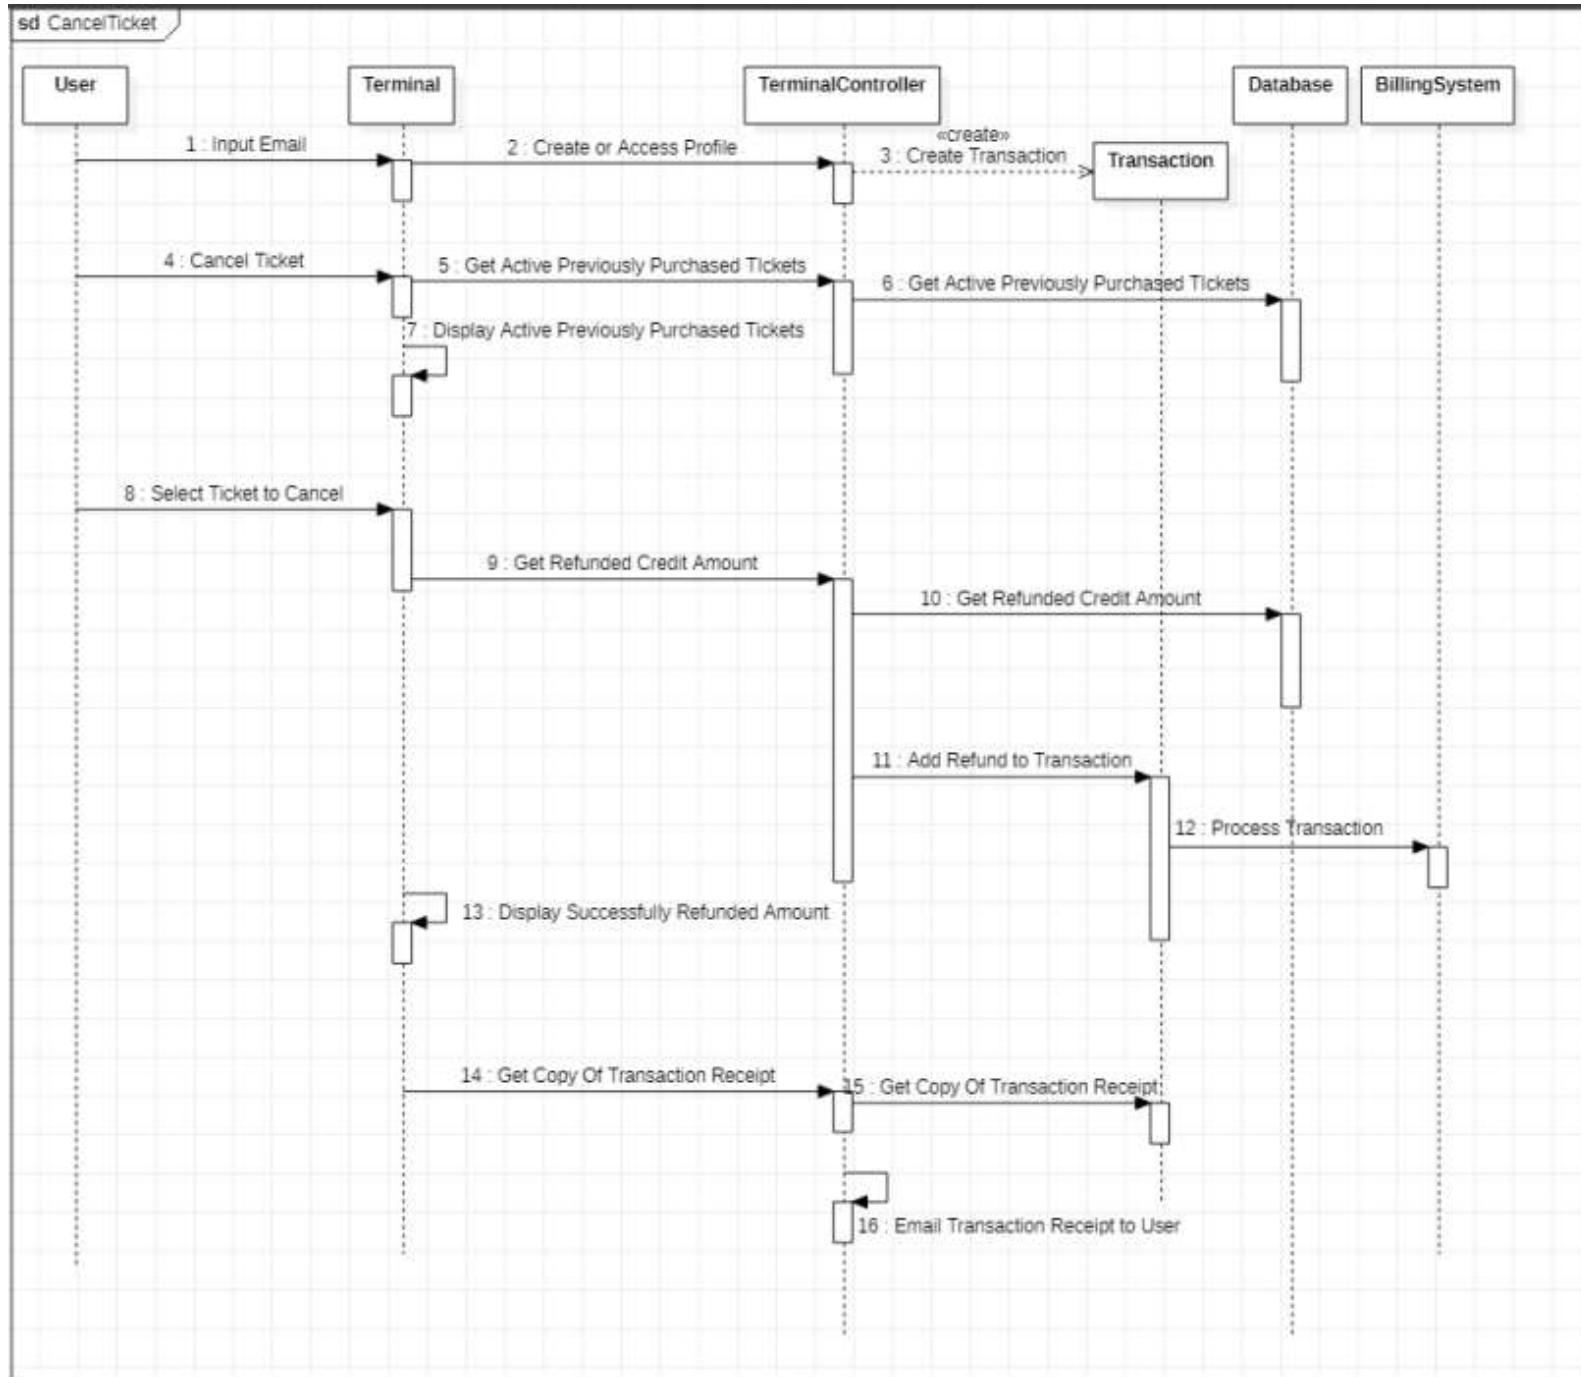 sd CancelTicket
User
Terminal
TerminalController
Database
BillingSystem
«create»
1 : Input Email
2 : Create or Access Profile
3 : Create Transaction
Transaction
4 : Cancel Ticket
5 : Get Active Previously Purchased TIckets
6 : Get Active Previously Purchased TIckets
7 : Display Active Previously Purchased Tickets
8 : Select Ticket to Cancel
9 : Get Refunded Credit Amount
10 : Get Refunded Credit Amount
11 : Add Refund to Transaction
12 : Process Transaction
13 : Display Successfully Refunded Amount
14 : Get Copy Of Transaction Receipt
15 : Get Copy Of Transaction Receipt
16 : Email Transaction Receipt to User